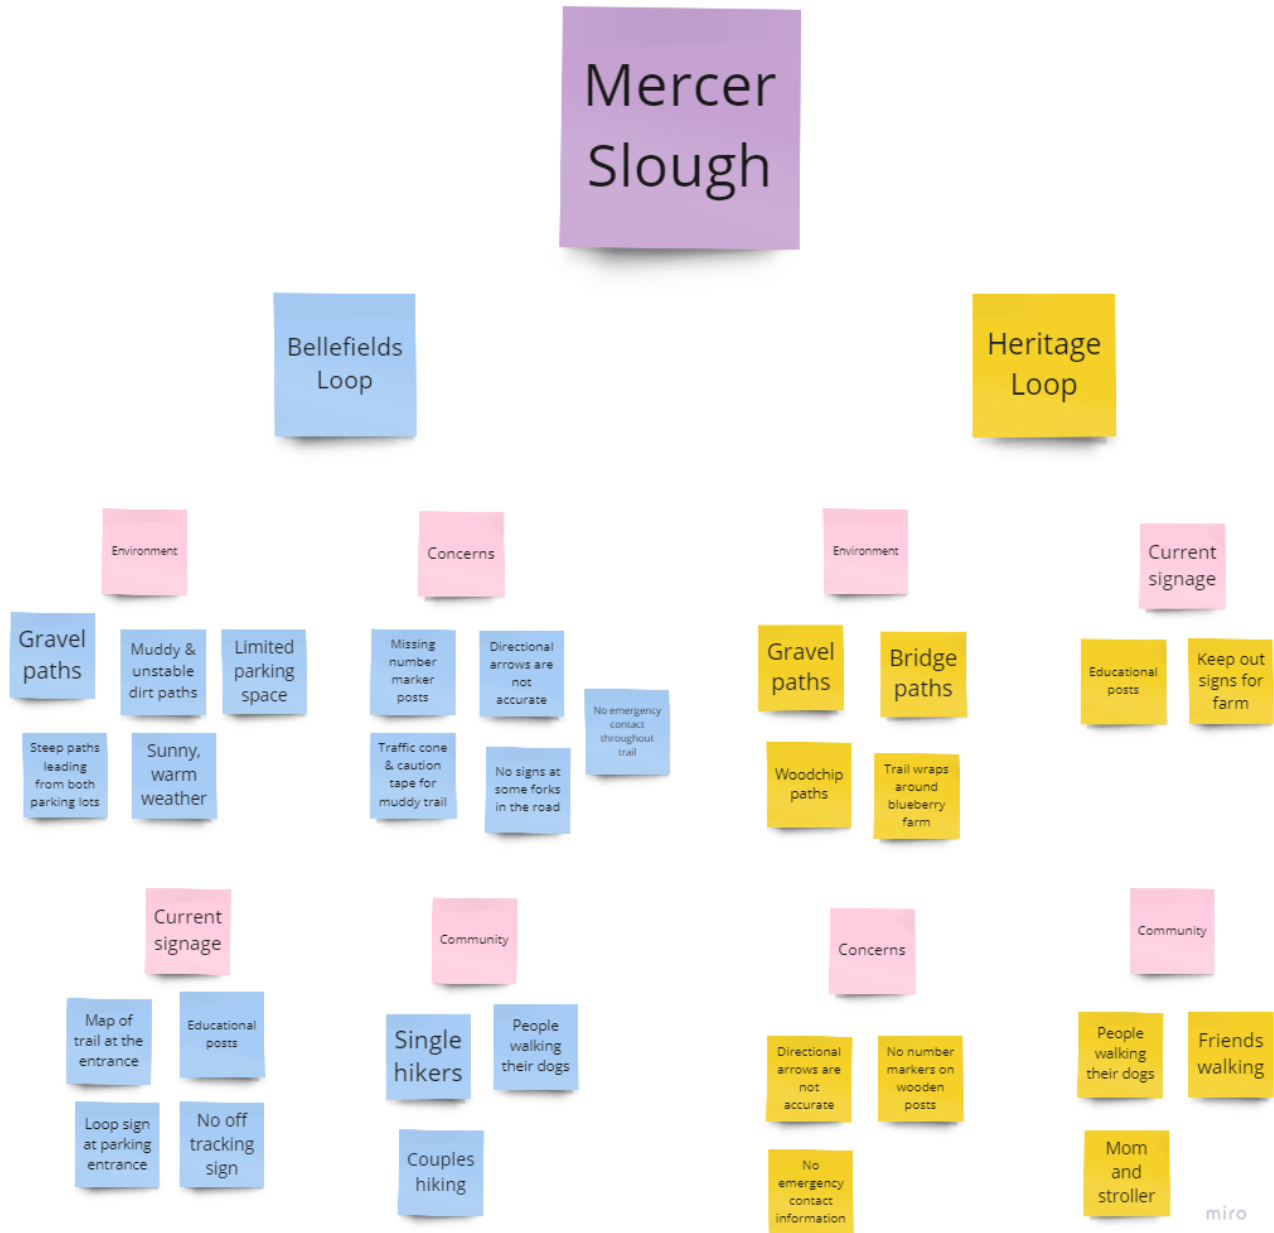 Mercer
Slough
Bellefields
Loop
Heritage
Loop
Environment
Gravel
paths
Muddy &
unstable
dirt paths
Limited
parking
space
Steep paths
leading
from both
parking lots
Sunny,
warm
weather
Concerns
Missing
number
marker
posts
Directional
arrows are
not
accurate
No emergency
contact
throughout
trail
Traffic cone
& caution
tape for
muddy trail
No signs at
some forks
in the road
Environment
Gravel
paths
Bridge
paths
Woodchip
paths
Trail wraps
around
blueberry
farm
Current
signage
Educational
posts
Keep out
signs for
farm
Current
signage
Map of
trail at the
entrance
Educational
posts
Loop sign
at parking
entrance
No off
tracking
sign
Community
Single
hikers
People
walking
their dogs
Couples
hiking
Concerns
Directional
arrows are
not
accurate
No number
markers on
wooden
posts
No
emergency
contact
information
Community
People
walking
their dogs
Friends
walking
Mom
and
stroller
miro